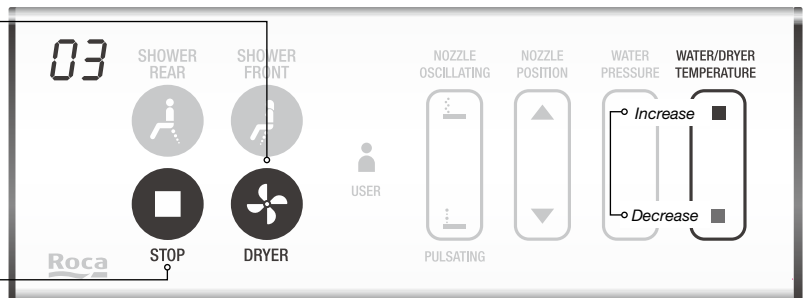 03
SHOWER
REAR
SHOWER
FRONT
NOZZLE
OSCILLATING
NOZZLE
POSITION
WATER
PRESSURE
WATER/DRYER
TEMPERATURE
Increase
USER
Decrease
STOP
DRYER
PULSATING
Roca